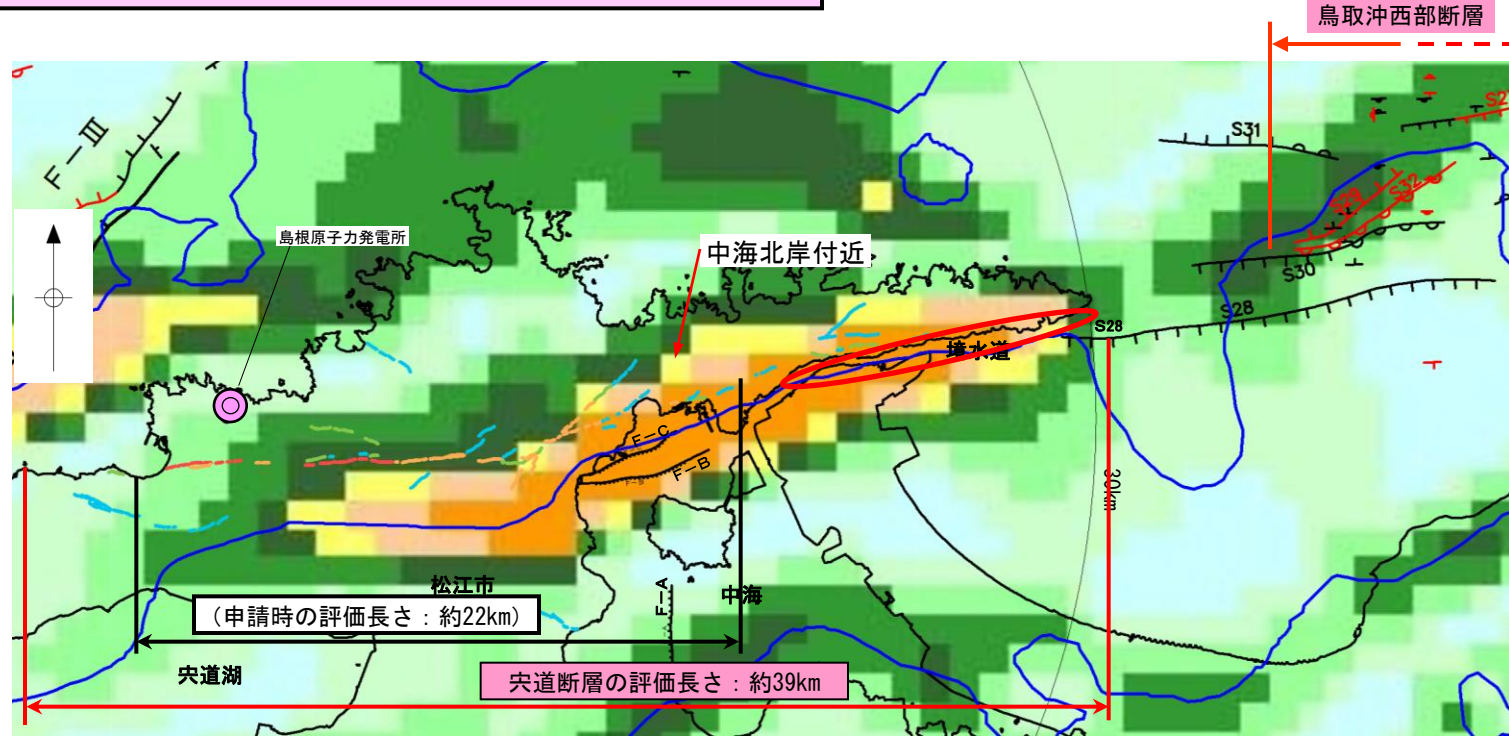 鳥取沖西部断層
F－Ⅲ
S31
S29
S32
S30
S28
S28
島根原子力発電所
中海北岸付近
境水道
F－C
F－B
30km
松江市
F－A
中海
(申請時の評価長さ：約22km)
宍道湖
宍道断層の評価長さ：約39km